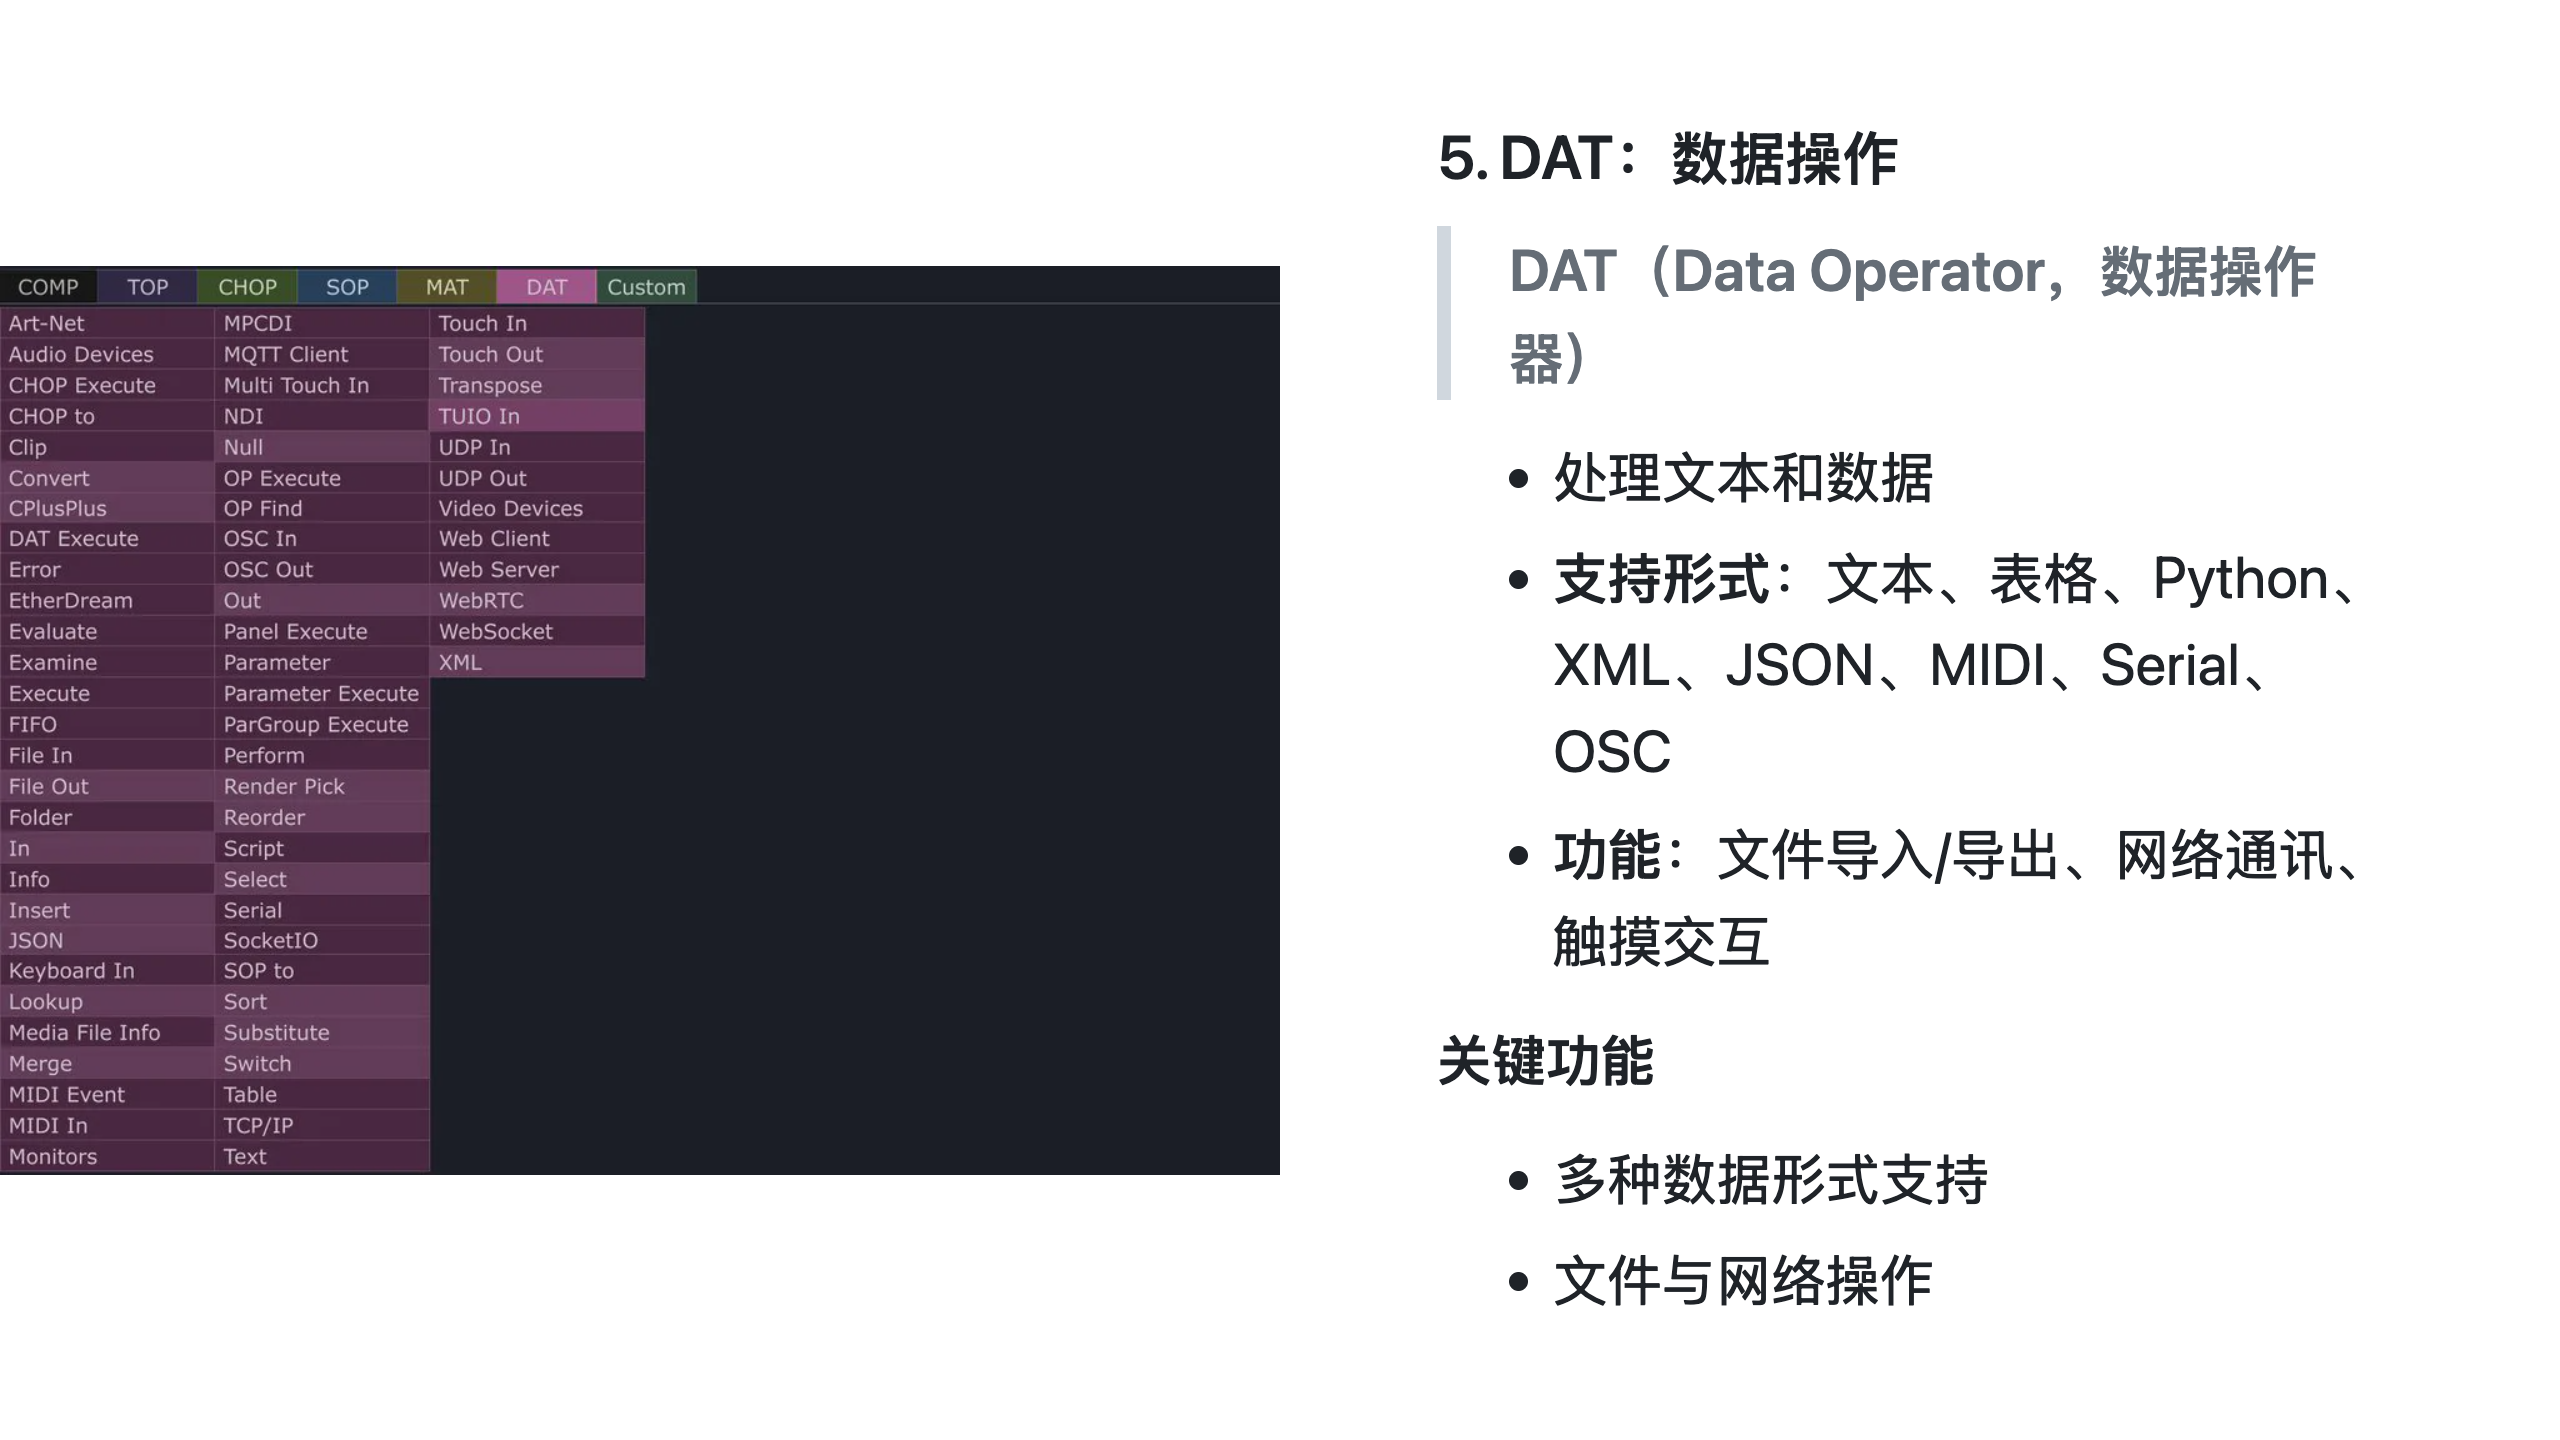 COMP TOP CHOP SOP MAT DAT Custom
Art-Net MPCDI Touch In
Audio Devices MQTT Client Touch Out
CHOP Execute Multi Touch In Transpose
CHOP to NDI TUIO In
Clip Null UDP In
Convert OP Execute UDP Out
CPlusPlus OP Find Video Devices
DAT Execute OSC In Web Client
Error OSC Out Web Server
EtherDream Out WebRTC
Evaluate Panel Execute WebSocket
Examine Parameter XML
Execute Parameter Execute
FIFO ParGroup Execute
File In Perform
File Out Render Pick
Folder Reorder
In Script
Info Select
Insert Serial
JSON SocketIO
Keyboard In SOP to
Lookup Sort
Media File Info Substitute
Merge Switch
MIDI Event Table
MIDI In TCP/IP
Monitors Text
5. DAT：数据操作
DAT（Data Operator，数据操作
器）
• 处理文本和数据
• 支持形式：文本、表格、Python、
XML、JSON、MIDI、Serial、
OSC
• 功能：文件导入/导出、网络通讯、
触摸交互
关键功能
• 多种数据形式支持
• 文件与网络操作